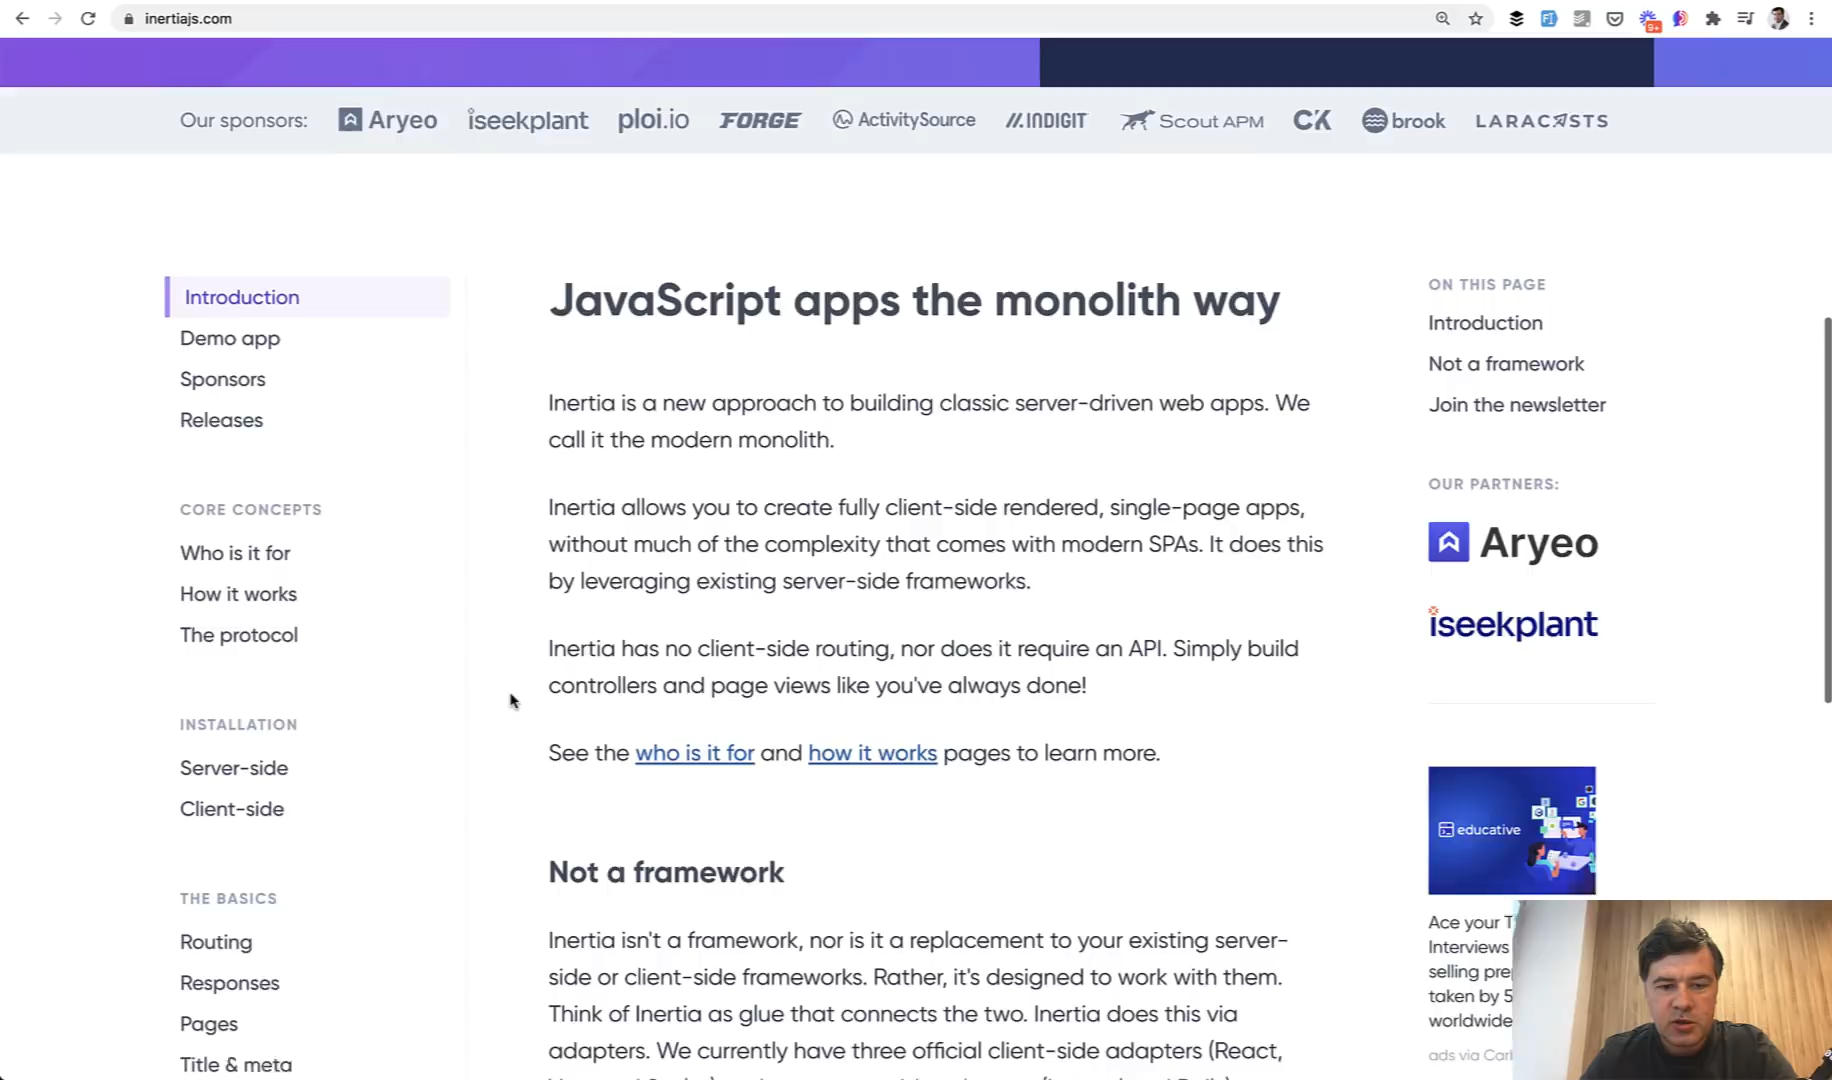 inertiajs.com
9+
Our sponsors: Aryeo iseekplant ploi.io FORGE ActivitySource INDIGIT Scout APM CK brook LARACASTS
Introduction
Demo app
Sponsors
Releases
CORE CONCEPTS
Who is it for
How it works
The protocol
INSTALLATION
Server-side
Client-side
THE BASICS
Routing
Responses
Pages
Title & meta
JavaScript apps the monolith way
Inertia is a new approach to building classic server-driven web apps. We
call it the modern monolith.
Inertia allows you to create fully client-side rendered, single-page apps,
without much of the complexity that comes with modern SPAs. It does this
by leveraging existing server-side frameworks.
Inertia has no client-side routing, nor does it require an API. Simply build
controllers and page views like you've always done!
See the who is it for and how it works pages to learn more.
Not a framework
Inertia isn't a framework, nor is it a replacement to your existing server-
side or client-side frameworks. Rather, it's designed to work with them.
Think of Inertia as glue that connects the two. Inertia does this via
adapters. We currently have three official client-side adapters (React,
ON THIS PAGE
Introduction
Not a framework
Join the newsletter
OUR PARTNERS:
Aryeo
iseekplant
educative
Ace your T
Interviews
selling pre
taken by 5
worldwide
ads via Car